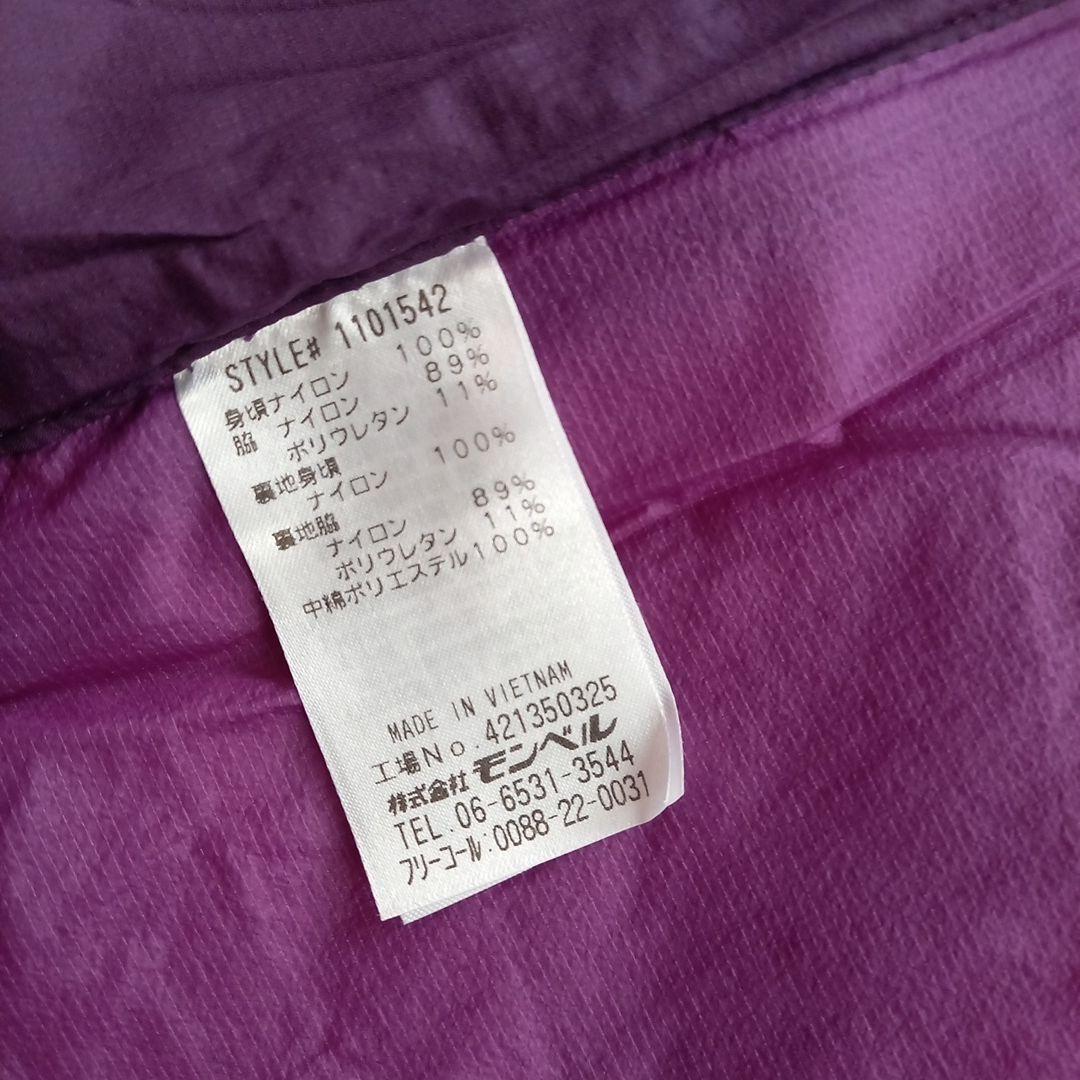 STYLE# 1101542
身頃ナイロン 100%
脇 ナイロン 89%
ポリウレタン 11%
裏地身頃
ナイロン 100%
裏地脇
ナイロン 89%
ポリウレタン 11%
中綿ポリエステル100%
MADE IN VIETNAM
工場No.421350325
株式会社 モンベル
TEL.06-6531-3544
フリーコール:0088-22-0031